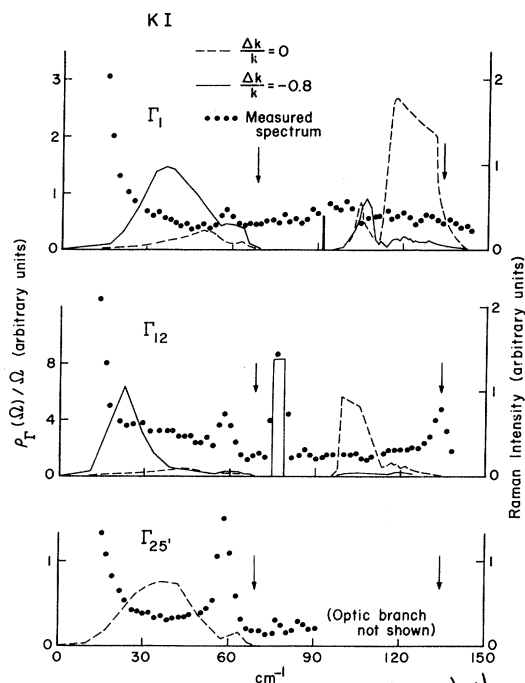 KI
Δk/k = 0
Δk/k = -0.8
Measured spectrum
Γ1
3
2
1
0
2
1
0
ρΓ(Ω)/Ω (arbitrary units)
Raman Intensity (arbitrary units)
Γ12
8
4
0
2
1
0
Γ25'
1
1
0
(Optic branch not shown)
0
30
60
90
120
150
cm-1